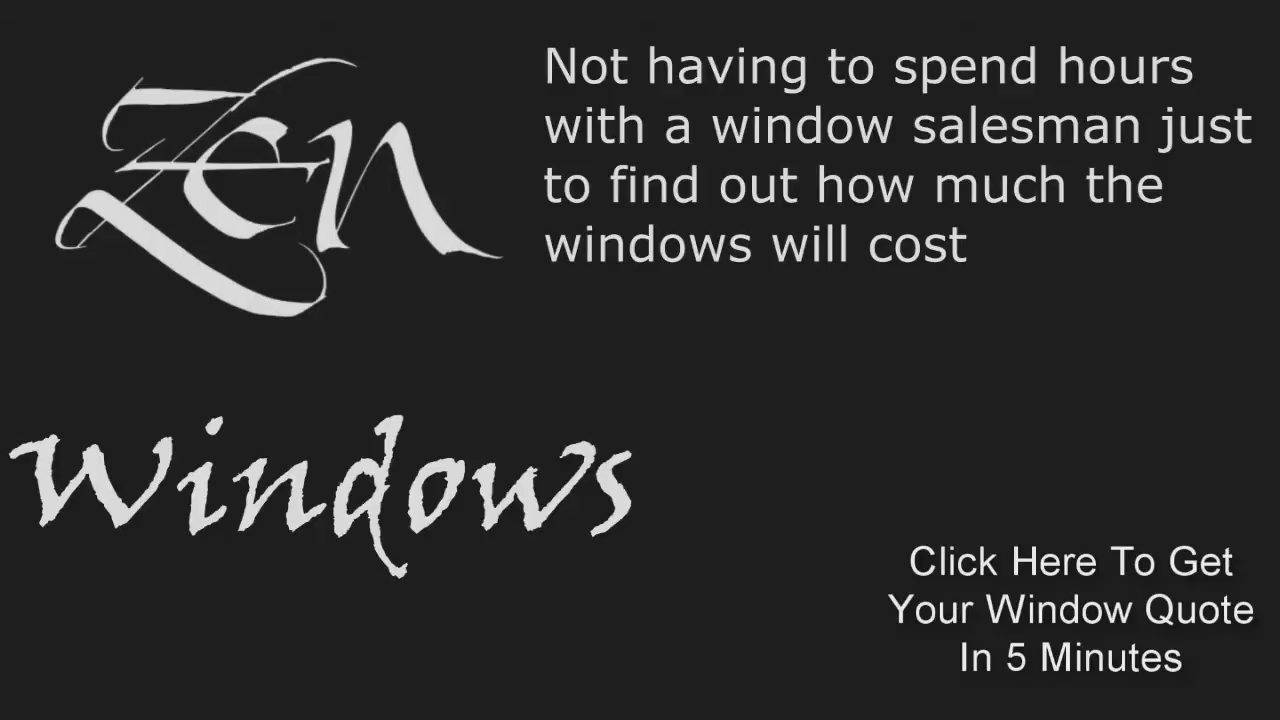 Zen
Not having to spend hours
with a window salesman just
to find out how much the
windows will cost
Windows
Click Here To Get
Your Window Quote
In 5 Minutes